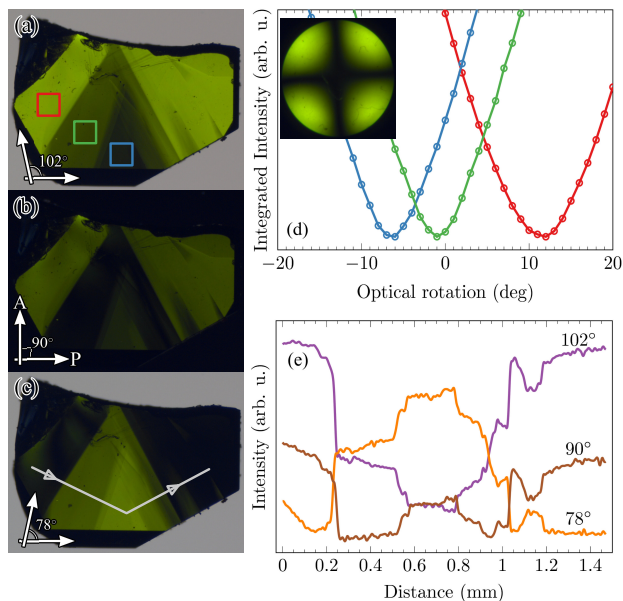 (a)
102°
(b)
A
90°
P
(c)
78°
Integrated Intensity (arb. u.)
(d)
−20
−10
0
10
20
Optical rotation (deg)
Intensity (arb. u.)
(e)
102°
90°
78°
0
0.2
0.4
0.6
0.8
1
1.2
1.4
Distance (mm)